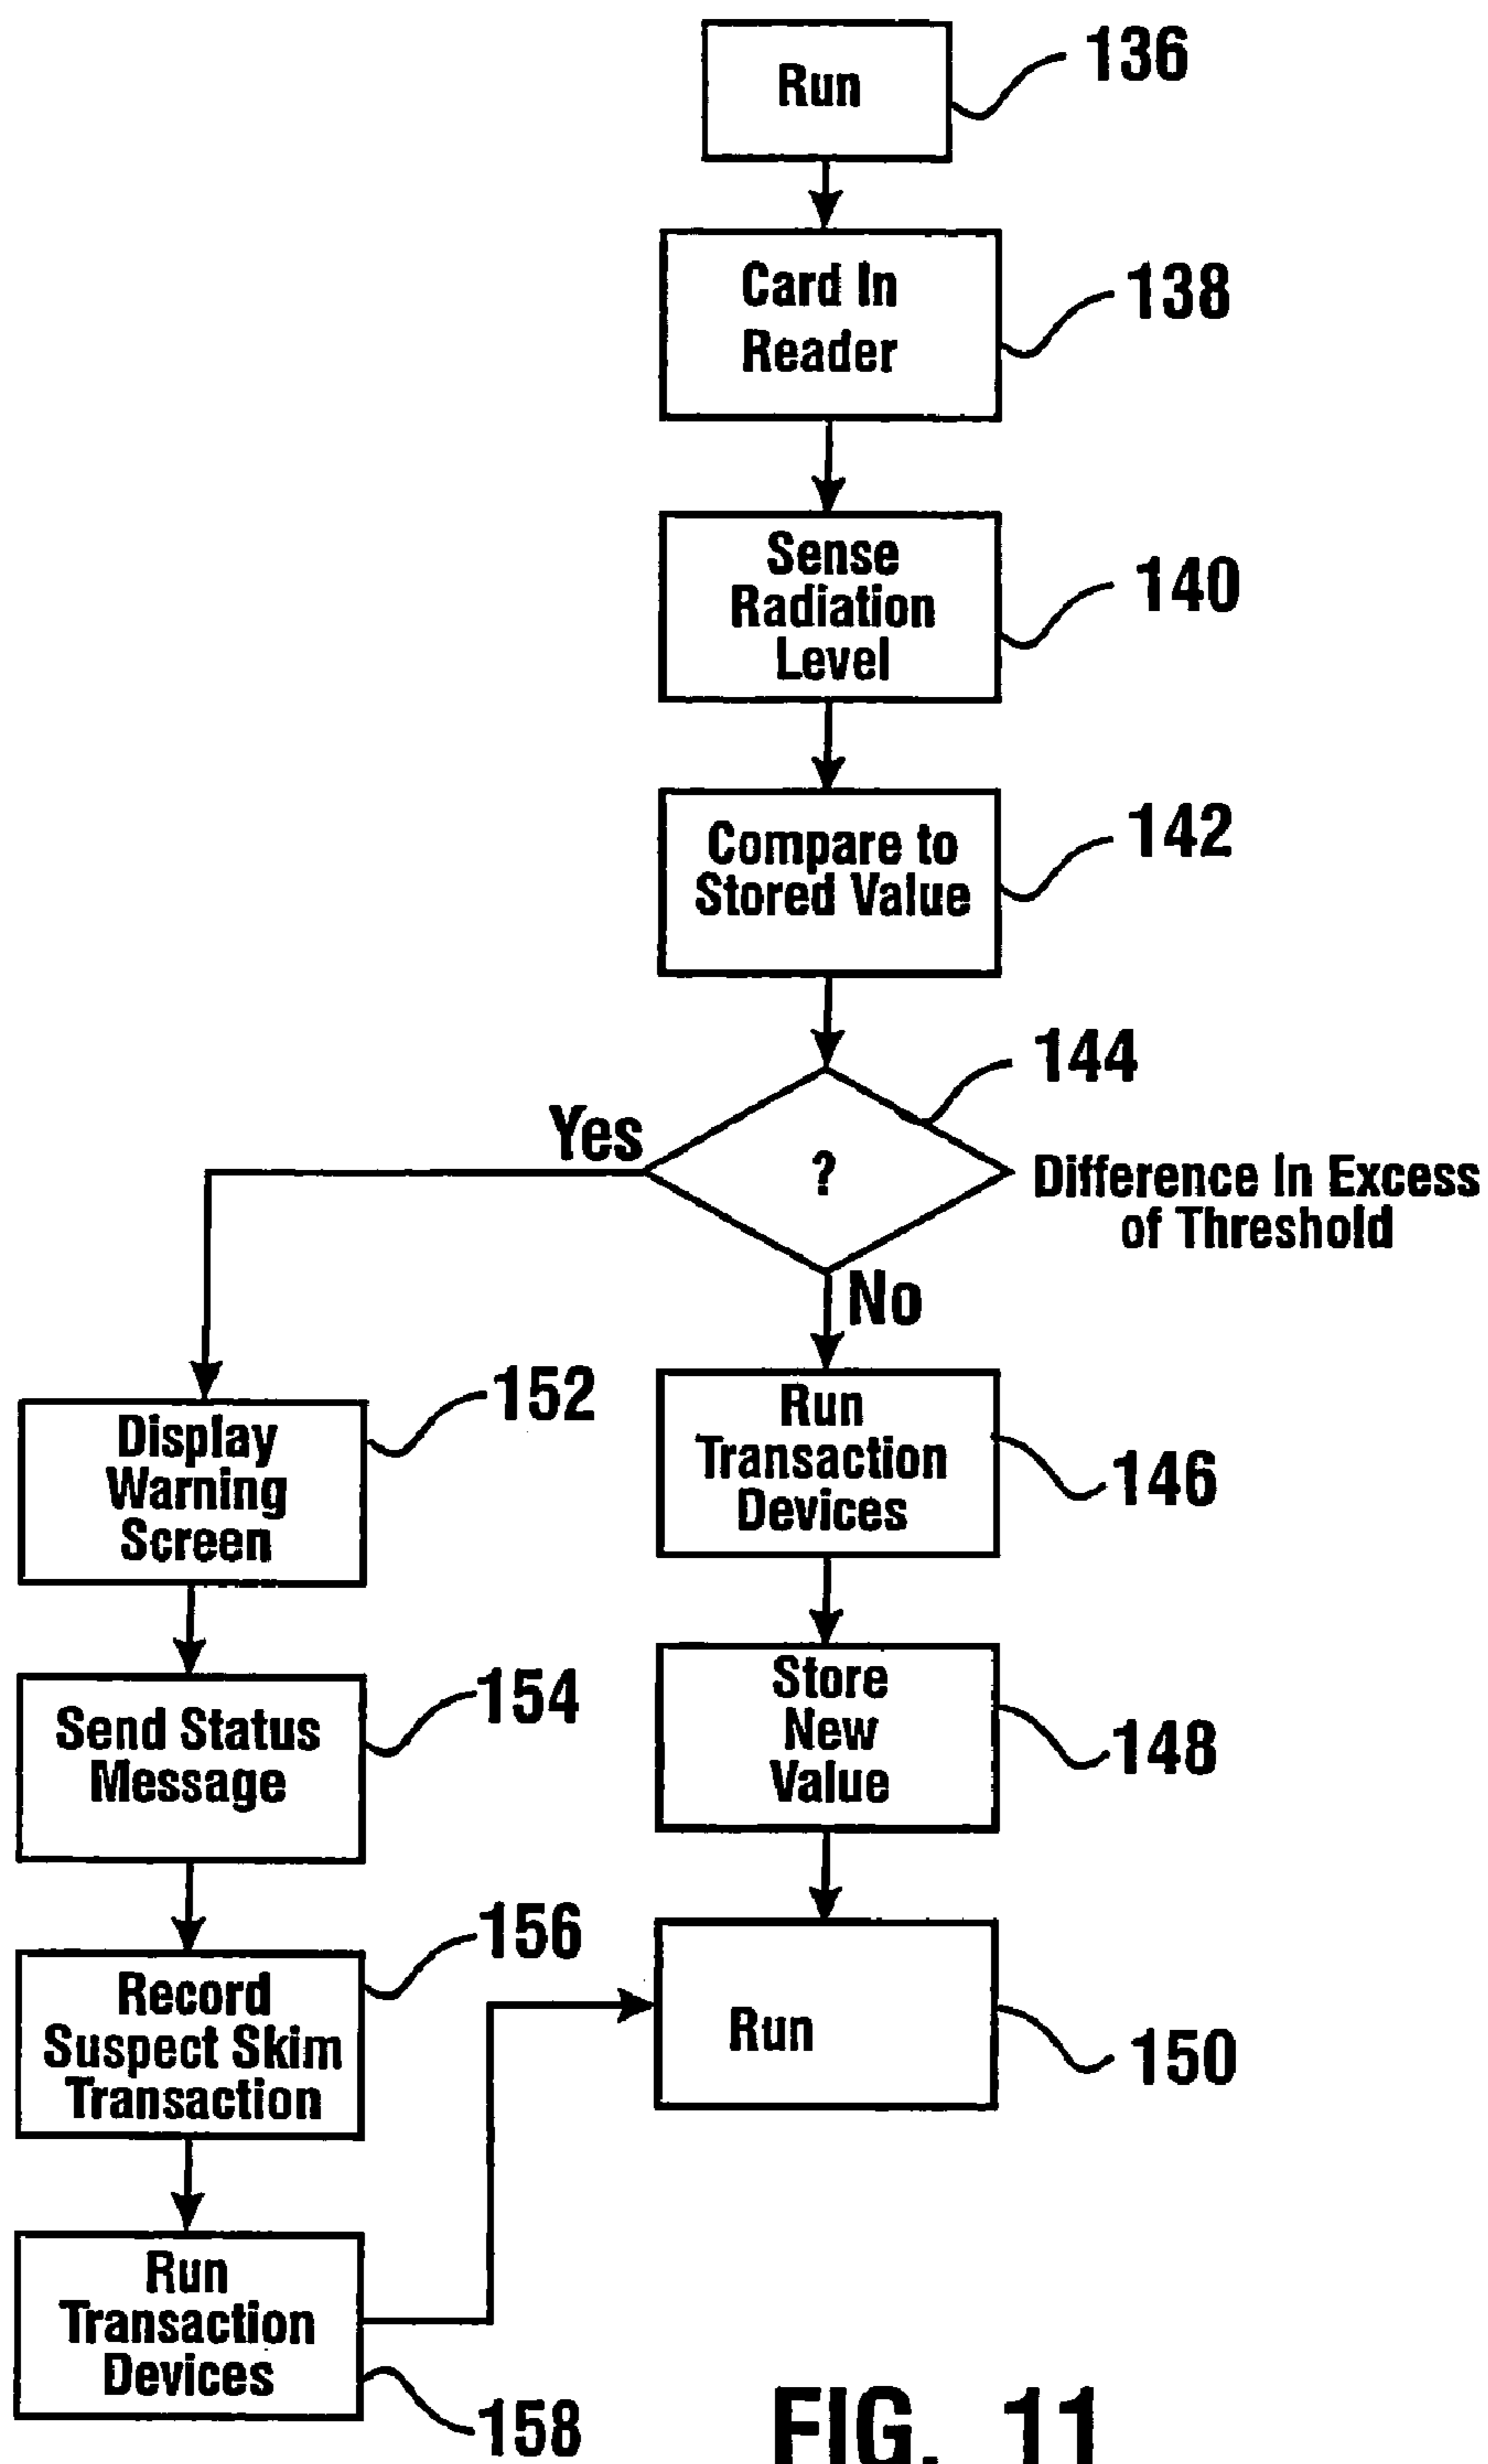 Run
136
Card In
Reader
138
Sense
Radiation
Level
140
Compare to
Stored Value
142
144
Yes
?
Difference In Excess
of Threshold
No
152
Display
Warning
Screen
Run
Transaction
Devices
146
154
Send Status
Message
Store
New
Value
148
156
Record
Suspect Skim
Transaction
Run
150
Run
Transaction
Devices
158
FIG. 11